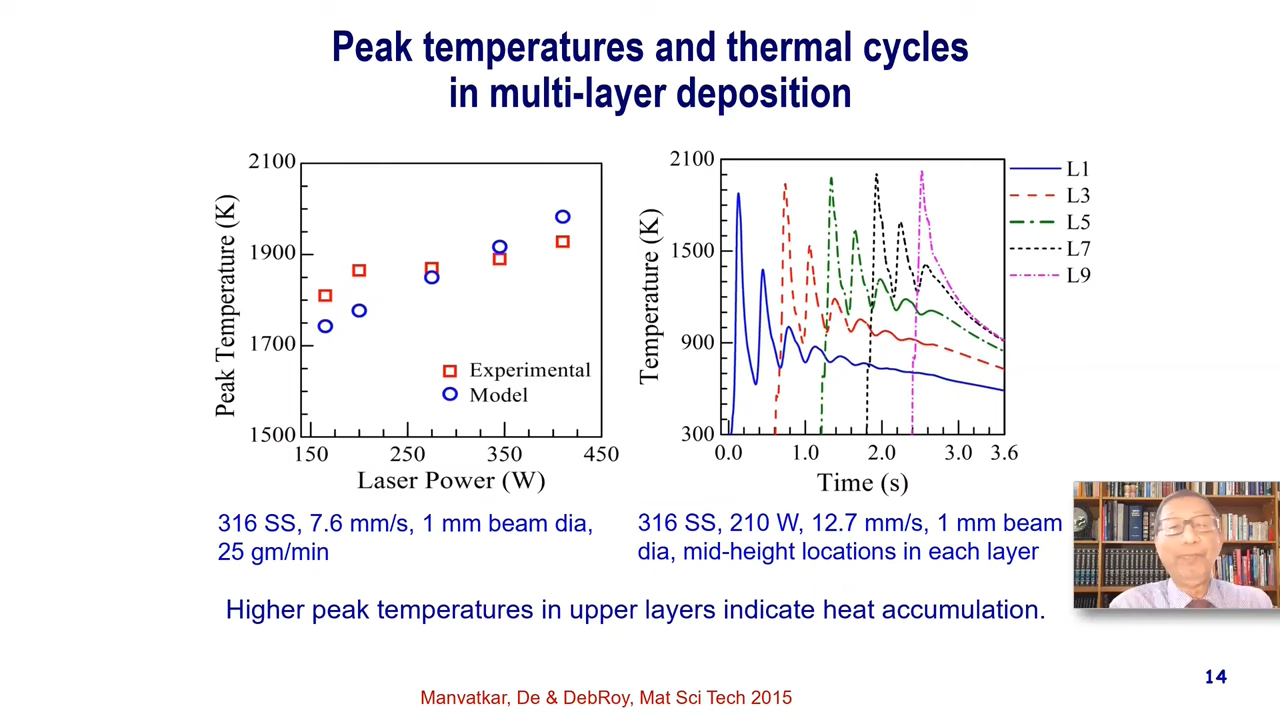 Peak temperatures and thermal cycles
in multi-layer deposition
2100
1900
1700
1500
150
250
350
450
Peak Temperature (K)
Laser Power (W)
Experimental
Model
2100
1500
900
300
0.0
1.0
2.0
3.0
3.6
Temperature (K)
Time (s)
L1
L3
L5
L7
L9
316 SS, 7.6 mm/s, 1 mm beam dia,
25 gm/min
316 SS, 210 W, 12.7 mm/s, 1 mm beam
dia, mid-height locations in each layer
Higher peak temperatures in upper layers indicate heat accumulation.
14
Manvatkar, De & DebRoy, Mat Sci Tech 2015